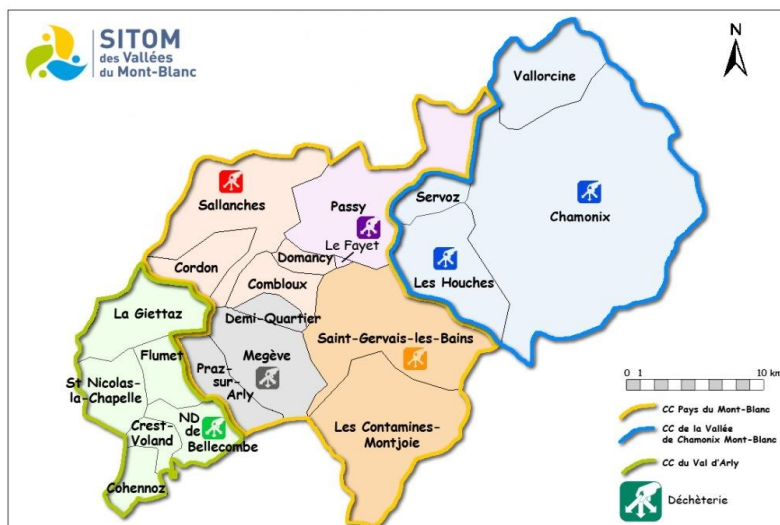 SITOM
des Vallées
du Mont-Blanc
N
Vallorcine
Chamonix
Servoz
Les Houches
Sallanches
Passy
Le Fayet
Domancy
Cordon
Combloux
Demi-Quartier
Saint-Gervais-les-Bains
Megève
Praz-
sur-
Arly
Les Contamines-
Montjoie
La Giettaz
Flumet
St Nicolas-
la-Chapelle
Crest-
Voland
ND
de
Bellecombe
Cohennoz
0 1 10 km
CC Pays du Mont-Blanc
CC de la Vallée
de Chamonix Mont-Blanc
CC du Val d'Arly
Déchèterie